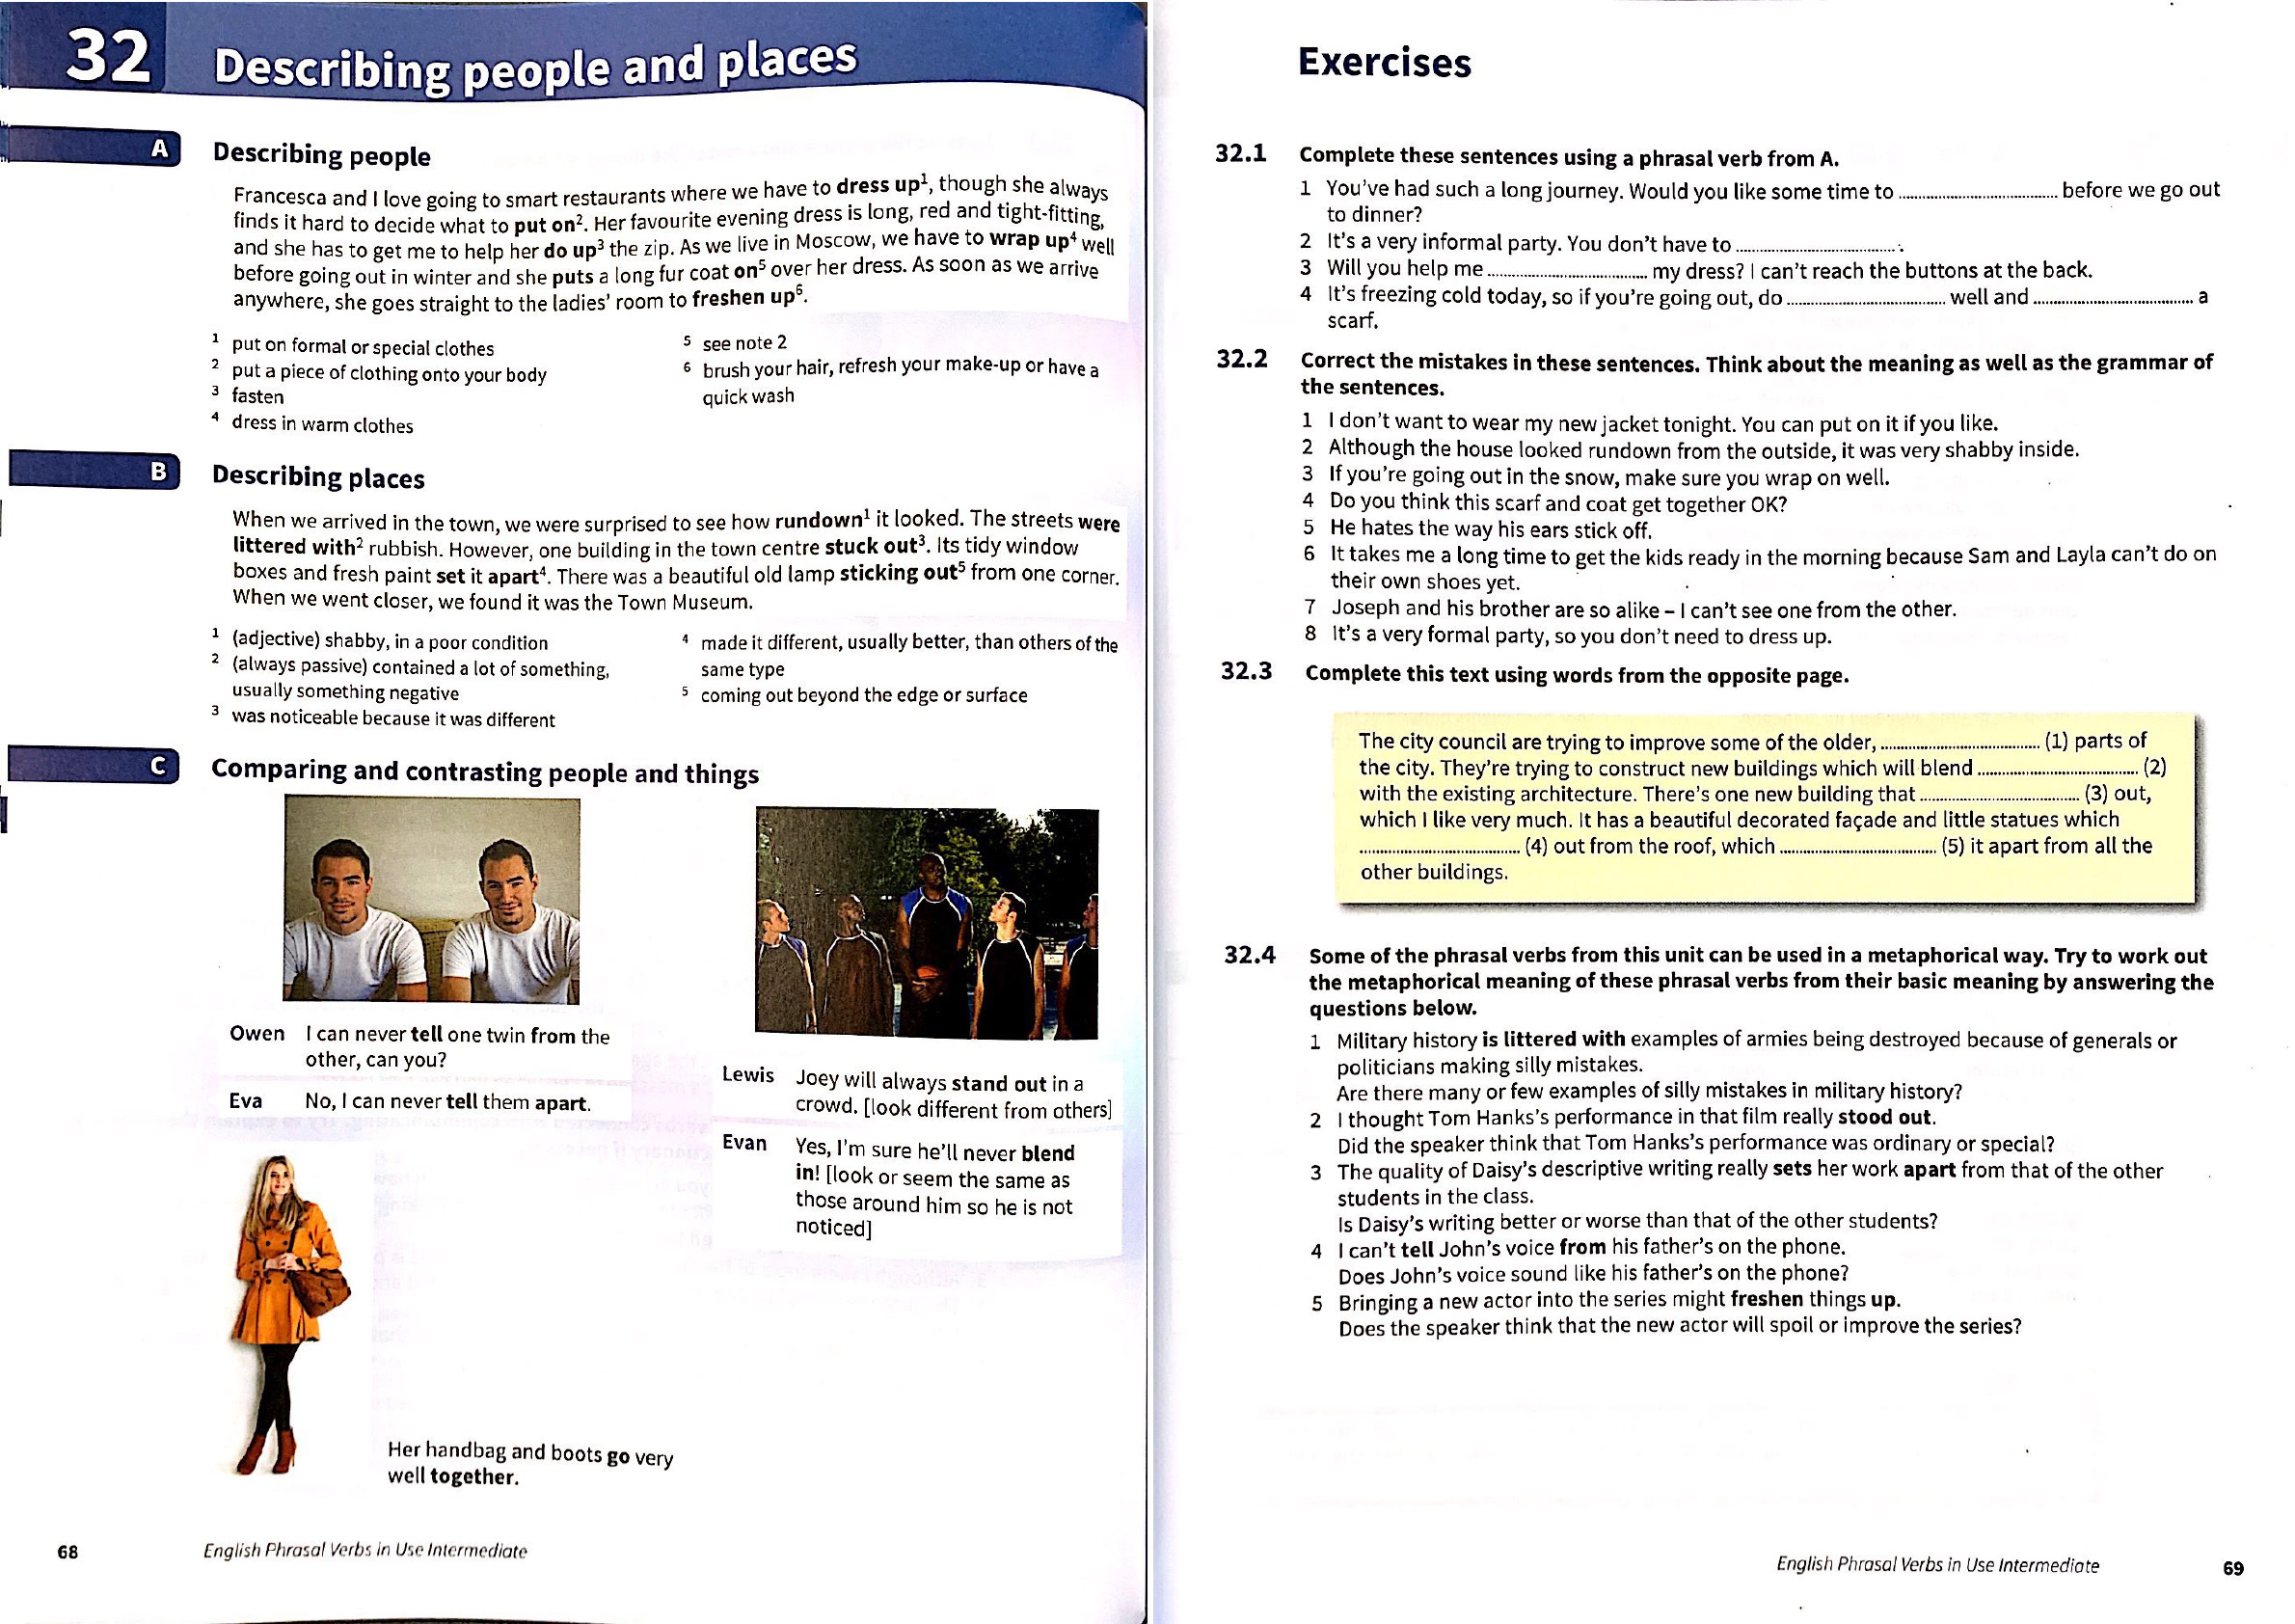 32
Describing people and places
A
Describing people
Francesca and I love going to smart restaurants where we have to dress up¹, though she always
finds it hard to decide what to put on². Her favourite evening dress is long, red and tight-fitting,
and she has to get me to help her do up³ the zip. As we live in Moscow, we have to wrap up⁴ well
before going out in winter and she puts a long fur coat on⁵ over her dress. As soon as we arrive
anywhere, she goes straight to the ladies' room to freshen up⁶.
¹ put on formal or special clothes
² put a piece of clothing onto your body
³ fasten
⁴ dress in warm clothes
⁵ see note 2
⁶ brush your hair, refresh your make-up or have a
quick wash
B
Describing places
When we arrived in the town, we were surprised to see how rundown¹ it looked. The streets were
littered with² rubbish. However, one building in the town centre stuck out³. Its tidy window
boxes and fresh paint set it apart⁴. There was a beautiful old lamp sticking out⁵ from one corner.
When we went closer, we found it was the Town Museum.
¹ (adjective) shabby, in a poor condition
² (always passive) contained a lot of something,
usually something negative
³ was noticeable because it was different
⁴ made it different, usually better, than others of the
same type
⁵ coming out beyond the edge or surface
C
Comparing and contrasting people and things
Owen I can never tell one twin from the
other, can you?
Eva No, I can never tell them apart.
Lewis Joey will always stand out in a
crowd. [look different from others]
Evan Yes, I'm sure he'll never blend
in! [look or seem the same as
those around him so he is not
noticed]
Her handbag and boots go very
well together.
68
English Phrasal Verbs in Use Intermediate
Exercises
32.1 Complete these sentences using a phrasal verb from A.
1 You've had such a long journey. Would you like some time to .................... before we go out
to dinner?
2 It's a very informal party. You don't have to .................... .
3 Will you help me .................... my dress? I can't reach the buttons at the back.
4 It's freezing cold today, so if you're going out, do .................... well and .................... a
scarf.
32.2 Correct the mistakes in these sentences. Think about the meaning as well as the grammar of
the sentences.
1 I don't want to wear my new jacket tonight. You can put on it if you like.
2 Although the house looked rundown from the outside, it was very shabby inside.
3 If you're going out in the snow, make sure you wrap on well.
4 Do you think this scarf and coat get together OK?
5 He hates the way his ears stick off.
6 It takes me a long time to get the kids ready in the morning because Sam and Layla can't do on
their own shoes yet.
7 Joseph and his brother are so alike – I can't see one from the other.
8 It's a very formal party, so you don't need to dress up.
32.3 Complete this text using words from the opposite page.
The city council are trying to improve some of the older, .................... (1) parts of
the city. They're trying to construct new buildings which will blend .................... (2)
with the existing architecture. There's one new building that .................... (3) out,
which I like very much. It has a beautiful decorated façade and little statues which
.................... (4) out from the roof, which .................... (5) it apart from all the
other buildings.
32.4 Some of the phrasal verbs from this unit can be used in a metaphorical way. Try to work out
the metaphorical meaning of these phrasal verbs from their basic meaning by answering the
questions below.
1 Military history is littered with examples of armies being destroyed because of generals or
politicians making silly mistakes.
Are there many or few examples of silly mistakes in military history?
2 I thought Tom Hanks's performance in that film really stood out.
Did the speaker think that Tom Hanks's performance was ordinary or special?
3 The quality of Daisy's descriptive writing really sets her work apart from that of the other
students in the class.
Is Daisy's writing better or worse than that of the other students?
4 I can't tell John's voice from his father's on the phone.
Does John's voice sound like his father's on the phone?
5 Bringing a new actor into the series might freshen things up.
Does the speaker think that the new actor will spoil or improve the series?
English Phrasal Verbs in Use Intermediate
69